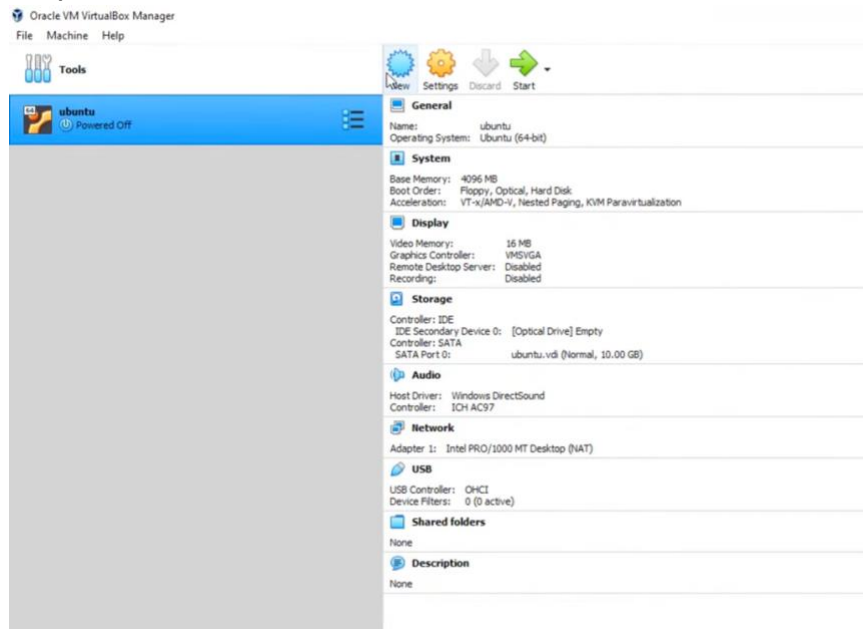 Oracle VM VirtualBox Manager
File Machine Help
Tools
New Settings Discard Start
64
ubuntu
Powered Off
General
Name: ubuntu
Operating System: Ubuntu (64-bit)
System
Base Memory: 4096 MB
Boot Order: Floppy, Optical, Hard Disk
Acceleration: VT-x/AMD-V, Nested Paging, KVM Paravirtualization
Display
Video Memory: 16 MB
Graphics Controller: VMSVGA
Remote Desktop Server: Disabled
Recording: Disabled
Storage
Controller: IDE
IDE Secondary Device 0: [Optical Drive] Empty
Controller: SATA
SATA Port 0: ubuntu.vdi (Normal, 10.00 GB)
Audio
Host Driver: Windows DirectSound
Controller: ICH AC97
Network
Adapter 1: Intel PRO/1000 MT Desktop (NAT)
USB
USB Controller: OHCI
Device Filters: 0 (0 active)
Shared folders
None
Description
None